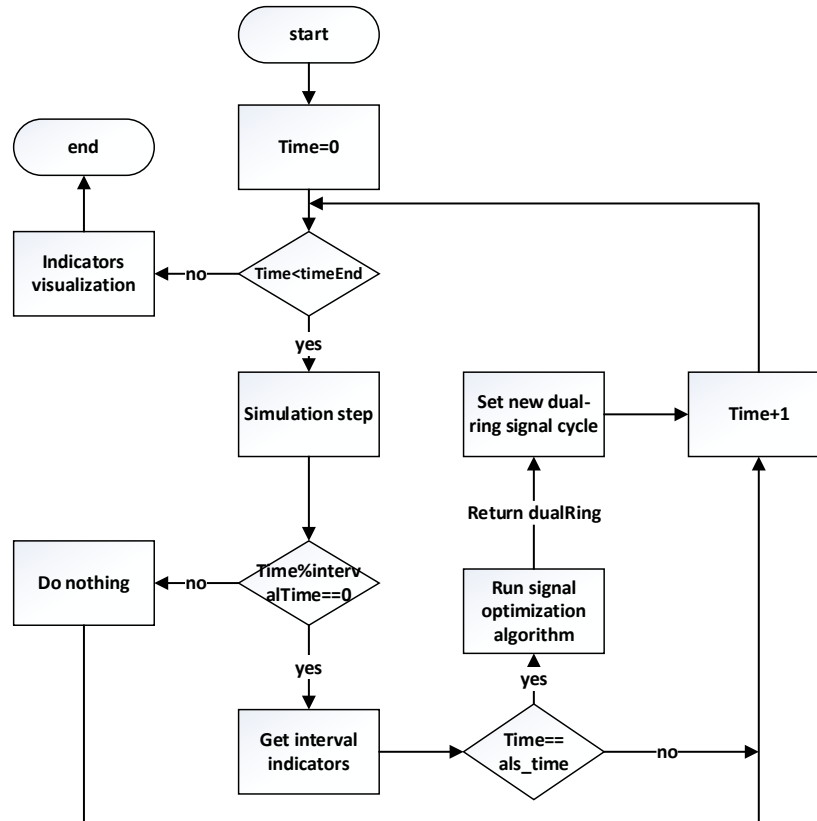 start
Time=0
end
Indicators
visualization
no
Time<timeEnd
yes
Simulation step
Set new dual-
ring signal cycle
Time+1
Return dualRing
Do nothing
no
Time%interv
alTime==0
Run signal
optimization
algorithm
yes
yes
Get interval
indicators
Time==
als_time
no